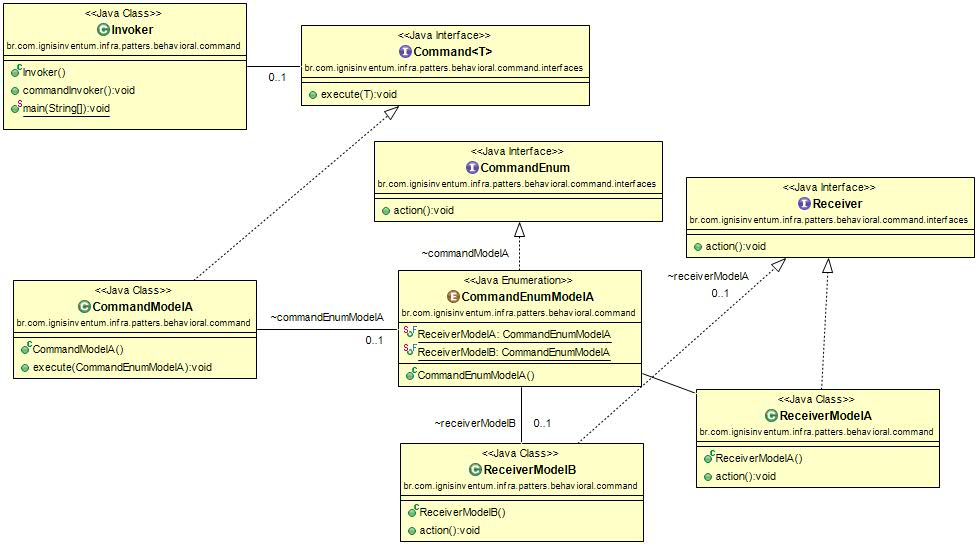 <<Java Class>>
Invoker
br.com.ignisinventum.infra.patters.behavioral.command
Invoker()
commandInvoker():void
main(String[]):void
0..1
<<Java Interface>>
Command<T>
br.com.ignisinventum.infra.patters.behavioral.command.interfaces
execute(T):void
<<Java Interface>>
CommandEnum
br.com.ignisinventum.infra.patters.behavioral.command.interfaces
action():void
<<Java Interface>>
Receiver
br.com.ignisinventum.infra.patters.behavioral.command.interfaces
action():void
~commandModelA
~receiverModelA
0..1
<<Java Class>>
CommandModelA
br.com.ignisinventum.infra.patters.behavioral.command
CommandModelA()
execute(CommandEnumModelA):void
~commandEnumModelA
0..1
<<Java Enumeration>>
CommandEnumModelA
br.com.ignisinventum.infra.patters.behavioral.command
ReceiverModelA: CommandEnumModelA
ReceiverModelB: CommandEnumModelA
CommandEnumModelA()
~receiverModelB
0..1
<<Java Class>>
ReceiverModelA
br.com.ignisinventum.infra.patters.behavioral.command
ReceiverModelA()
action():void
<<Java Class>>
ReceiverModelB
br.com.ignisinventum.infra.patters.behavioral.command
ReceiverModelB()
action():void